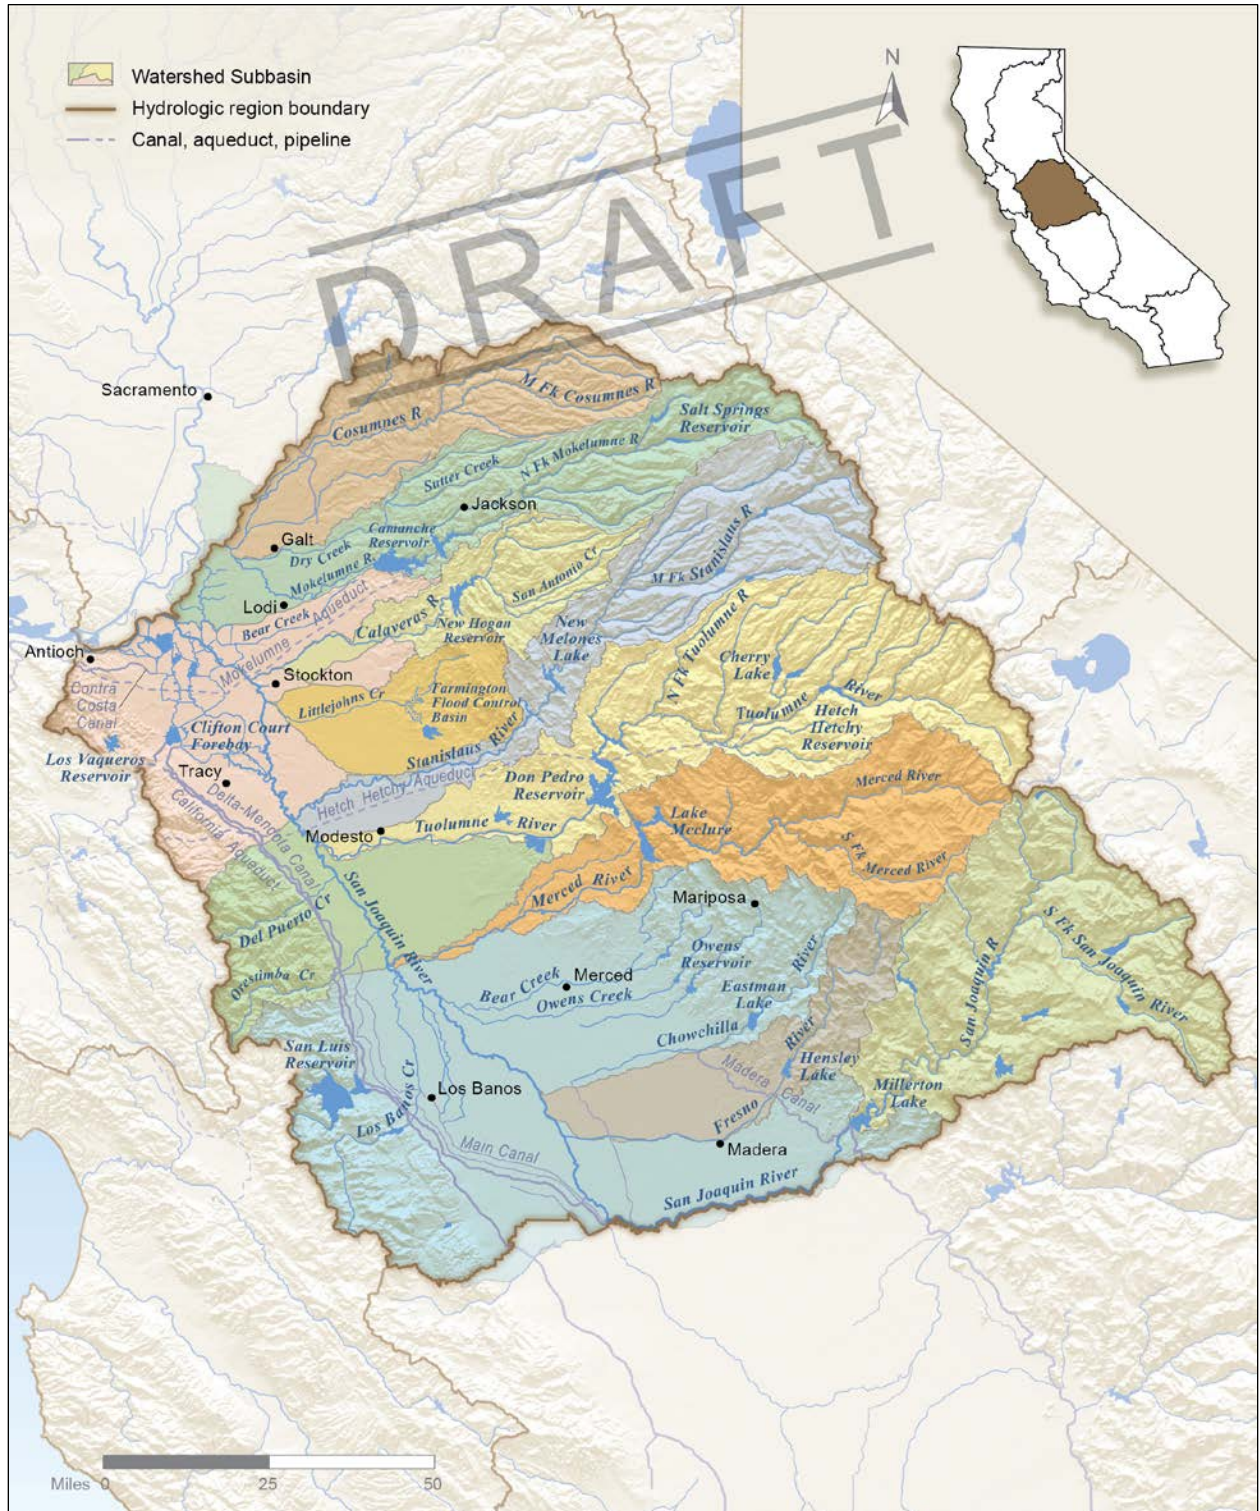 Watershed Subbasin
Hydrologic region boundary
Canal, aqueduct, pipeline
N
DRAFT
Sacramento
M Fk Cosumnes R
Cosumnes R
Salt Springs
Reservoir
Sutter Creek
N Fk Mokelumne R
Jackson
Galt
Camanche
Reservoir
Dry Creek
Mokelumne R.
Lodi
Bear Creek
Mokelumne Aqueduct
Calaveras R
San Antonio Cr
New Hogan
Reservoir
M Fk Stanislaus R
New
Melones
Lake
Antioch
Contra
Costa
Canal
Stockton
Littlejohns Cr
Farmington
Flood Control
Basin
N Fk Tuolumne R
Cherry
Lake
Tuolumne River
Hetch
Hetchy
Reservoir
Clifton Court
Forebay
Los Vaqueros
Reservoir
Stanislaus River
Tracy
Hetch Hetchy Aqueduct
Don Pedro
Reservoir
Delta-Mendota Canal
California Aqueduct
Modesto
Tuolumne River
Lake
Mcclure
Merced River
S Fk Merced River
Merced River
Mariposa
Del Puerto Cr
San Joaquin River
Orestimba Cr
Bear Creek
Merced
Owens Creek
Owens
Reservoir
Eastman
Lake
Chowchilla River
San Joaquin R
S Fk San Joaquin River
San Luis
Reservoir
Los Banos Cr
Los Banos
Madera Canal
Hensley
Lake
Millerton
Lake
Fresno River
Madera
Main Canal
San Joaquin River
Miles 0 25 50